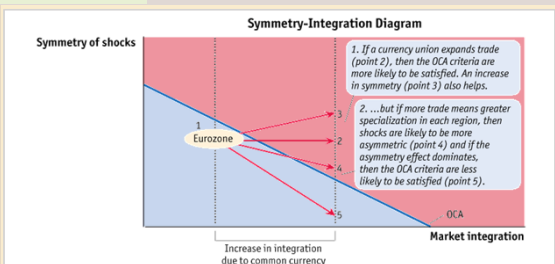 Symmetry-Integration Diagram
Symmetry of shocks
1. If a currency union expands trade
(point 2), then the OCA criteria are
more likely to be satisfied. An increase
in symmetry (point 3) also helps.
2. ...but if more trade means greater
specialization in each region, then
shocks are likely to be more
asymmetric (point 4) and if the
asymmetry effect dominates,
then the OCA criteria are less
likely to be satisfied (point 5).
3
1
Eurozone
2
4
5
OCA
Market integration
Increase in integration
due to common currency